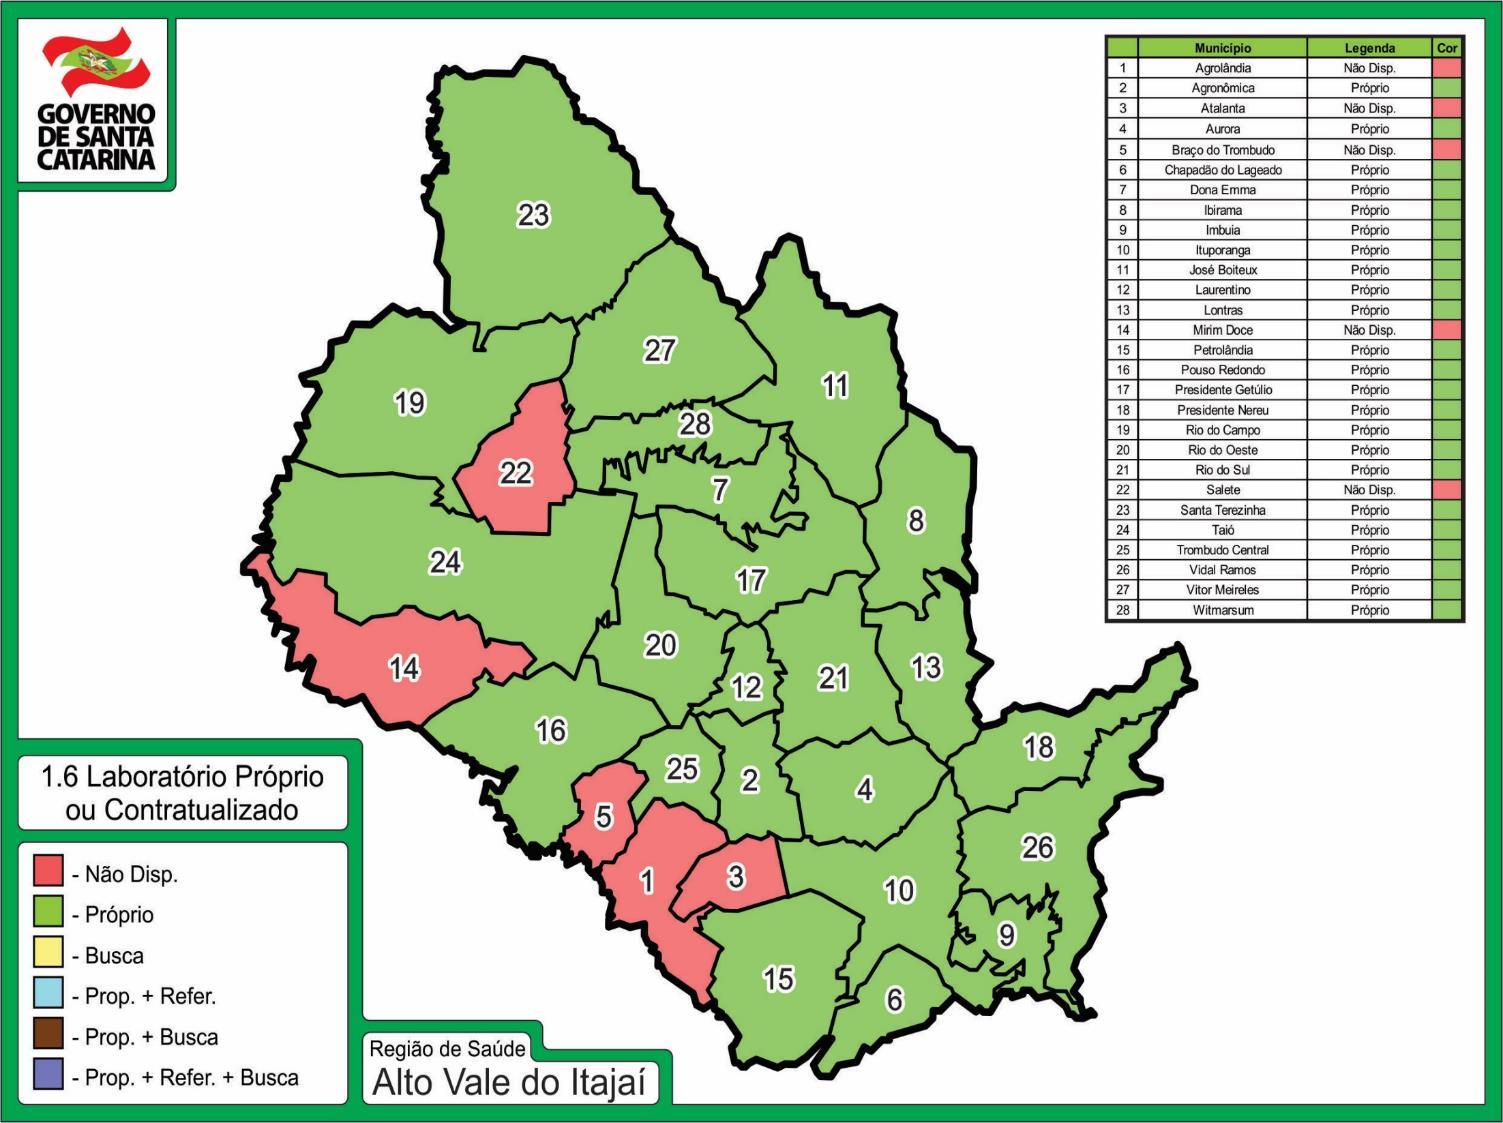 GOVERNO
DE SANTA
CATARINA
Município Legenda Cor
1 Agrolândia Não Disp.
2 Agronômica Próprio
3 Atalanta Não Disp.
4 Aurora Próprio
5 Braço do Trombudo Não Disp.
6 Chapadão do Lageado Próprio
7 Dona Emma Próprio
8 Ibirama Próprio
9 Imbuia Próprio
10 Ituporanga Próprio
11 José Boiteux Próprio
12 Laurentino Próprio
13 Lontras Próprio
14 Mirim Doce Não Disp.
15 Petrolândia Próprio
16 Pouso Redondo Próprio
17 Presidente Getúlio Próprio
18 Presidente Nereu Próprio
19 Rio do Campo Próprio
20 Rio do Oeste Próprio
21 Rio do Sul Próprio
22 Salete Não Disp.
23 Santa Terezinha Próprio
24 Taió Próprio
25 Trombudo Central Próprio
26 Vidal Ramos Próprio
27 Vitor Meireles Próprio
28 Witmarsum Próprio
23
27
11
19
28
22
7
8
24
17
20
14
12
21
13
16
18
25
2
4
5
26
1
3
10
9
15
6
1.6 Laboratório Próprio
ou Contratualizado
- Não Disp.
- Próprio
- Busca
- Prop. + Refer.
- Prop. + Busca
- Prop. + Refer. + Busca
Região de Saúde
Alto Vale do Itajaí